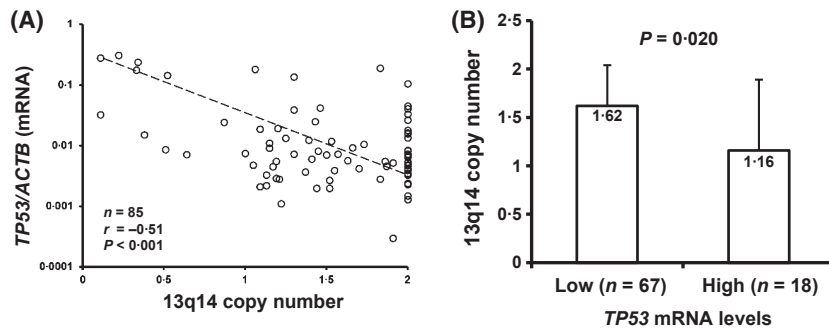 (A)
TP53/ACTB (mRNA)
1
0·1
0·01
0·001
0·0001
n = 85
r = –0·51
P < 0·001
0
0·5
1
1·5
2
13q14 copy number
(B)
13q14 copy number
2·5
2
1·5
1
0·5
0
P = 0·020
1·62
1·16
Low (n = 67)
High (n = 18)
TP53 mRNA levels